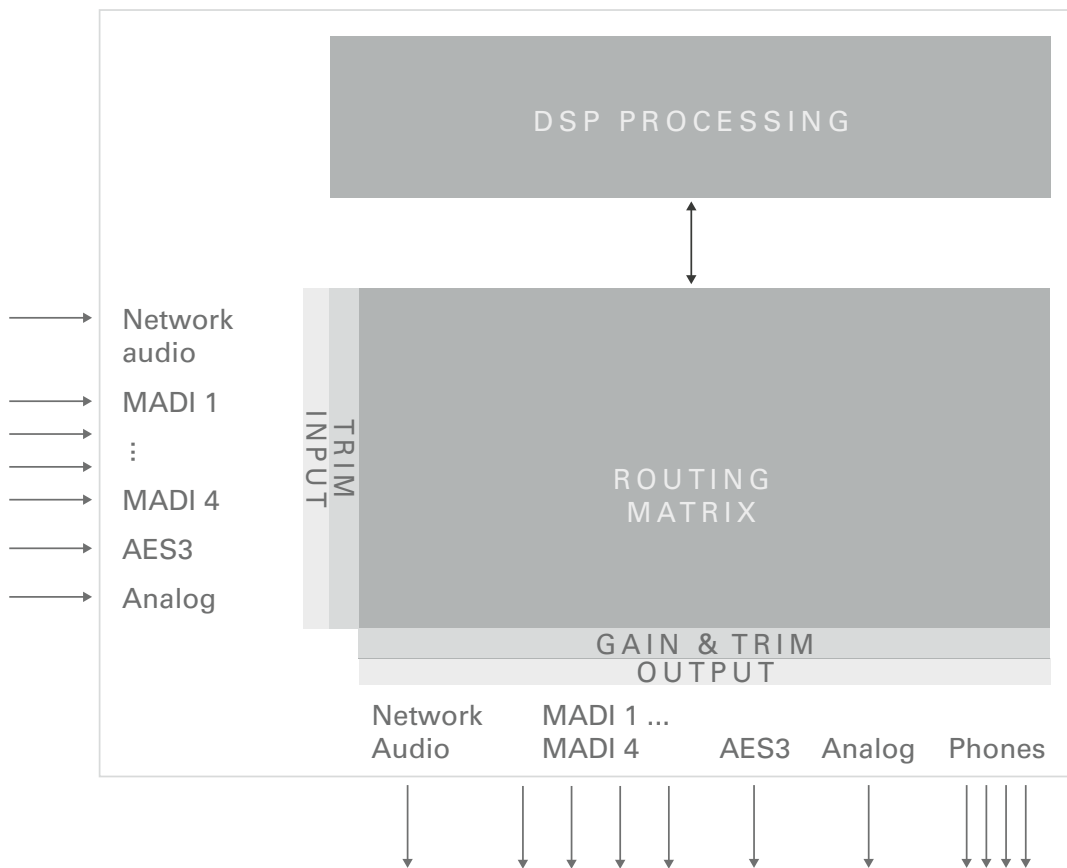 DSP PROCESSING
Network
audio
MADI 1
...
MADI 4
AES3
Analog
INPUT
TRIM
ROUTING
MATRIX
GAIN & TRIM
OUTPUT
Network
Audio
MADI 1 ...
MADI 4
AES3
Analog
Phones